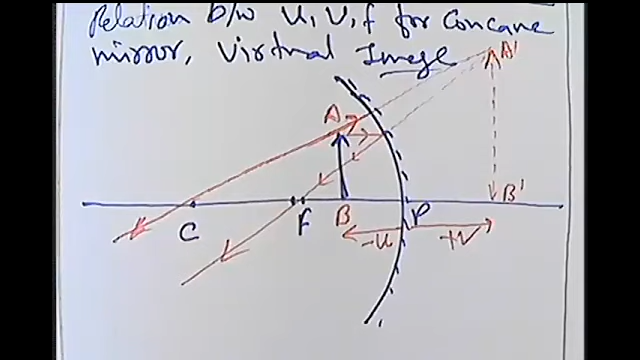 Relation b/w U, V, f for Concave
mirror, Virtual Image
A'
A
B'
C
F
B
P
-u
+v